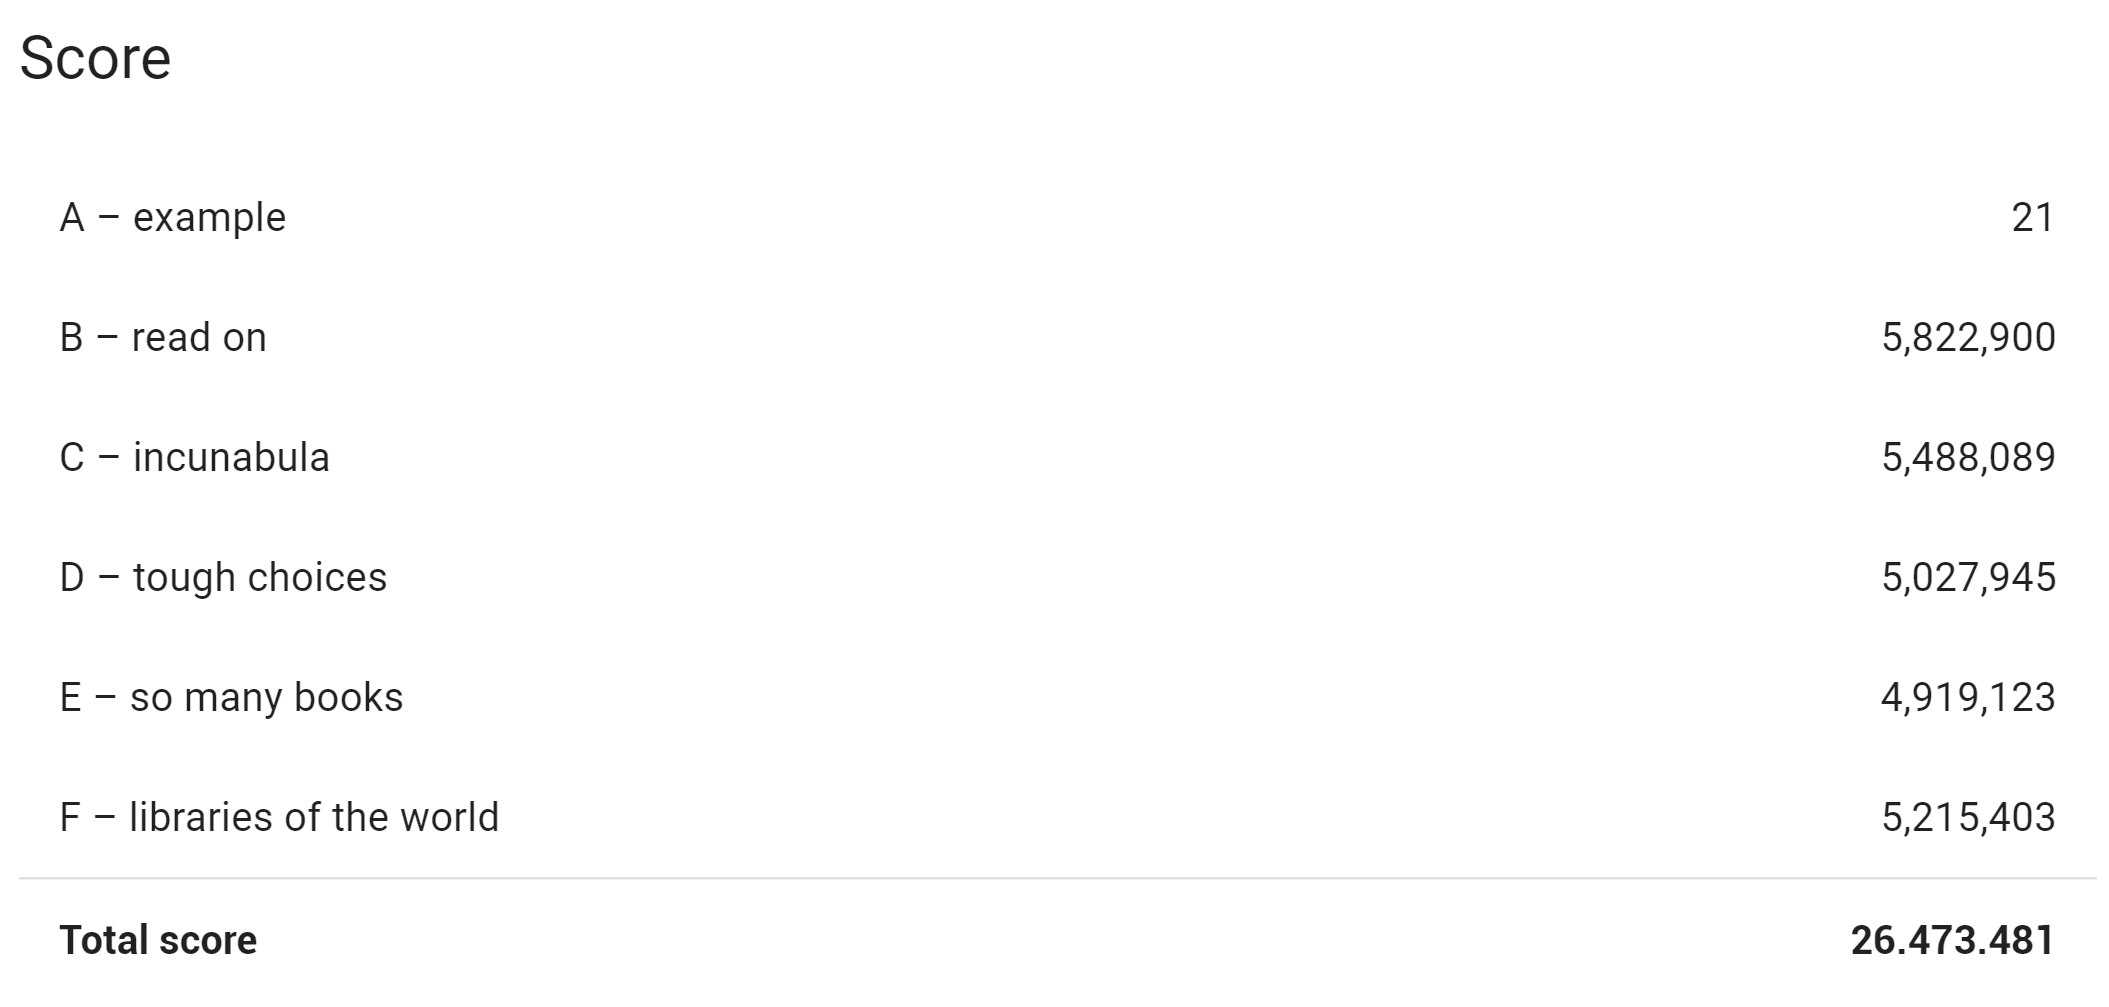 Score
A – example 21
B – read on 5,822,900
C – incunabula 5,488,089
D – tough choices 5,027,945
E – so many books 4,919,123
F – libraries of the world 5,215,403
Total score 26.473.481